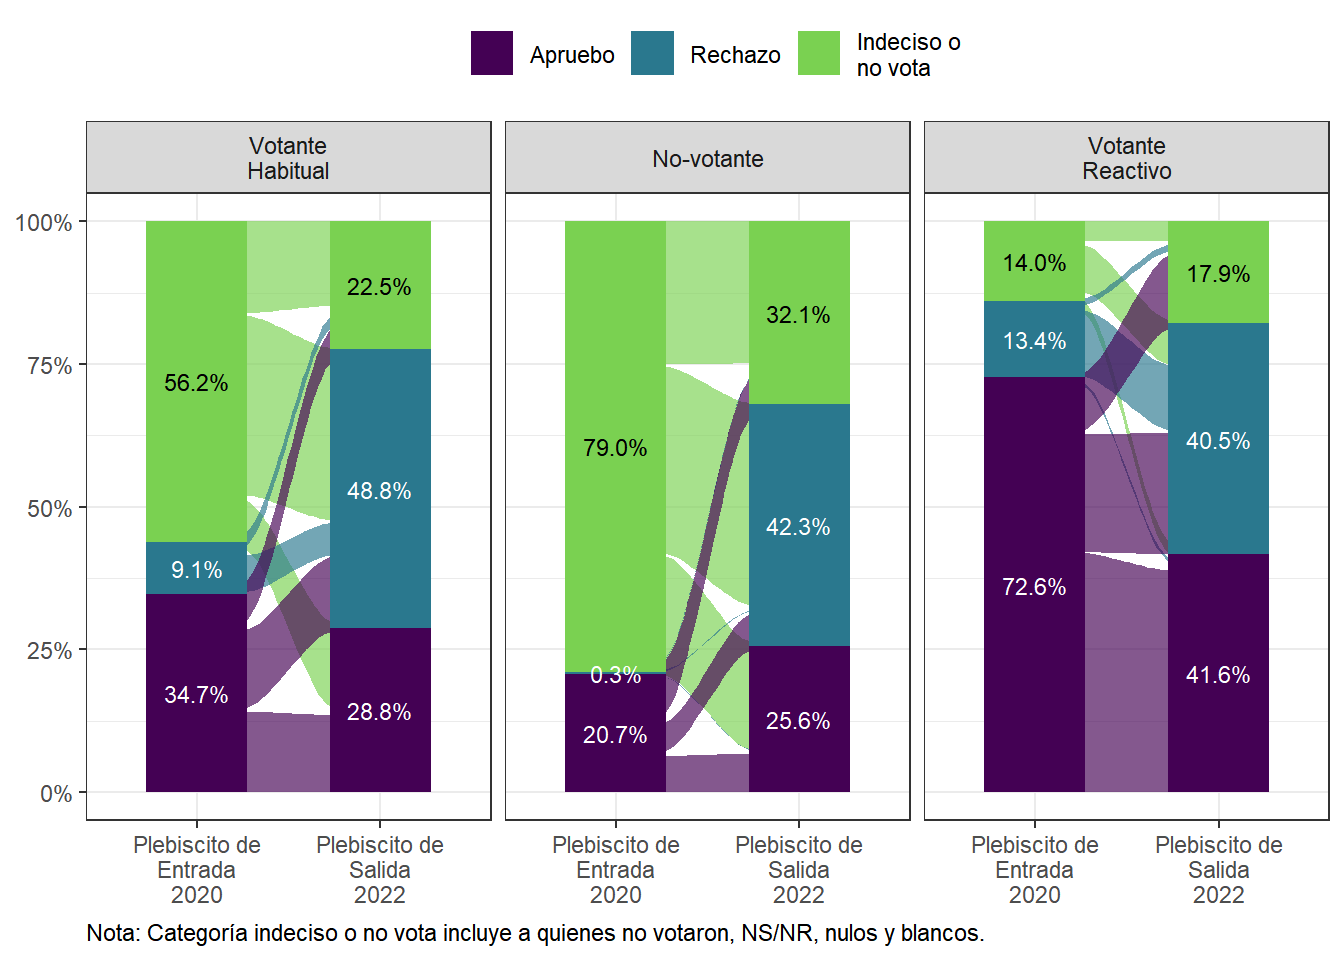 Apruebo
Rechazo
Indeciso o
no vota
Votante
Habitual
No-votante
Votante
Reactivo
100%
75%
50%
25%
0%
56.2%
9.1%
34.7%
22.5%
48.8%
28.8%
79.0%
0.3%
20.7%
32.1%
42.3%
25.6%
14.0%
13.4%
72.6%
17.9%
40.5%
41.6%
Plebiscito de
Entrada
2020
Plebiscito de
Salida
2022
Plebiscito de
Entrada
2020
Plebiscito de
Salida
2022
Plebiscito de
Entrada
2020
Plebiscito de
Salida
2022
Nota: Categoría indeciso o no vota incluye a quienes no votaron, NS/NR, nulos y blancos.